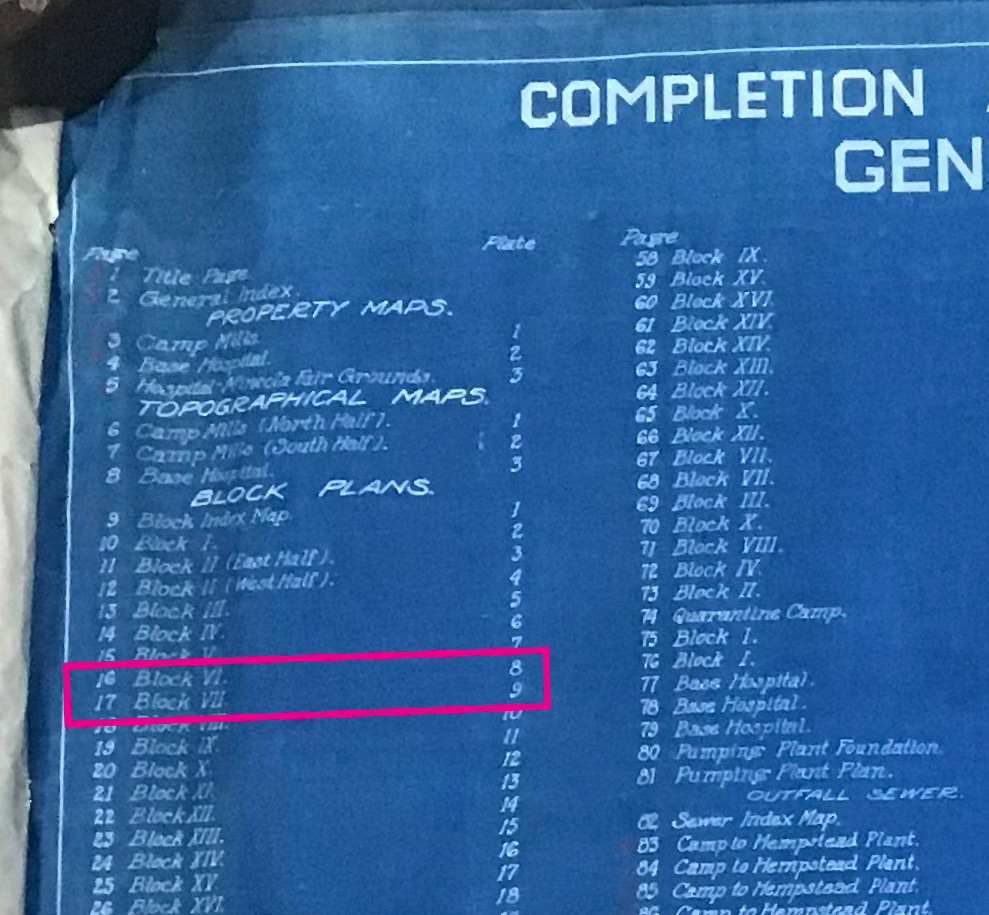 COMPLETION
GEN
Page Plate
1 Title Page
2 General Index.
PROPERTY MAPS.
3 Camp Mills. 1
4 Base Hospital. 2
5 Hospital-Mineola Fair Grounds. 3
TOPOGRAPHICAL MAPS.
6 Camp Mills (North Half). 1
7 Camp Mills (South Half). 2
8 Base Hospital. 3
BLOCK PLANS.
9 Block Index Map. 1
10 Block I. 2
11 Block II (East Half). 3
12 Block II (West Half). 4
13 Block III. 5
14 Block IV. 6
15 Block V. 7
16 Block VI. 8
17 Block VII. 9
18 Block VIII. 10
19 Block IX. 11
20 Block X. 12
21 Block XI. 13
22 Block XII. 14
23 Block XIII. 15
24 Block XIV. 16
25 Block XV. 17
26 Block XVI. 18
Page
58 Block IX.
59 Block XV.
60 Block XVI.
61 Block XIV.
62 Block XIV.
63 Block XIII.
64 Block XII.
65 Block X.
66 Block XII.
67 Block VII.
68 Block VII.
69 Block III.
70 Block X.
71 Block VIII.
72 Block IV.
73 Block II.
74 Quarantine Camp.
75 Block I.
76 Block I.
77 Base Hospital.
78 Base Hospital.
79 Base Hospital.
80 Pumping Plant Foundation.
81 Pumping Plant Plan.
OUTFALL SEWER.
82 Sewer Index Map.
83 Camp to Hempstead Plant.
84 Camp to Hempstead Plant.
85 Camp to Hempstead Plant.
86 Camp to Hempstead Plant.